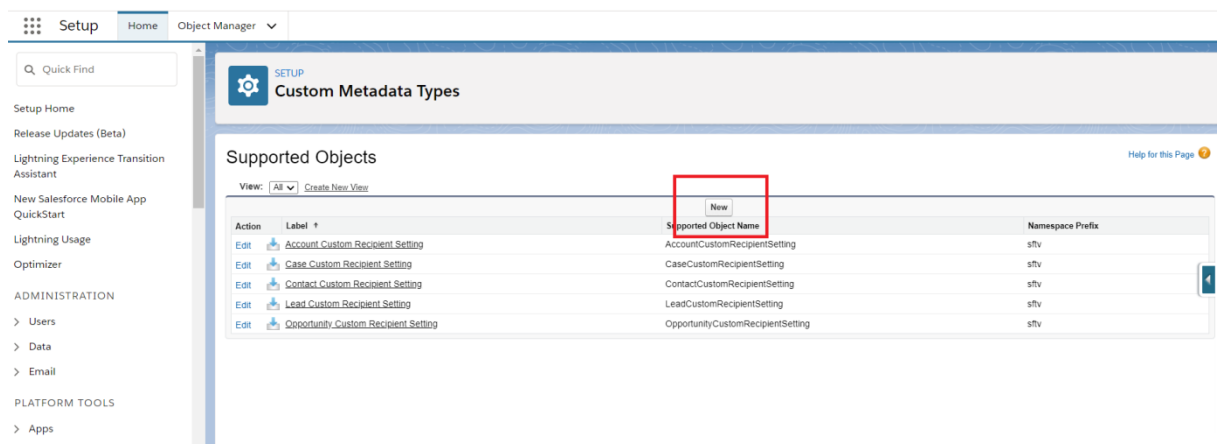 Setup Home Object Manager
Quick Find
Setup Home
Release Updates (Beta)
Lightning Experience Transition
Assistant
New Salesforce Mobile App
QuickStart
Lightning Usage
Optimizer
ADMINISTRATION
Users
Data
Email
PLATFORM TOOLS
Apps
SETUP
Custom Metadata Types
Supported Objects
Help for this Page ?
View: All Create New View
New
Action Label ↑ Supported Object Name Namespace Prefix
Edit Account Custom Recipient Setting AccountCustomRecipientSetting sftv
Edit Case Custom Recipient Setting CaseCustomRecipientSetting sftv
Edit Contact Custom Recipient Setting ContactCustomRecipientSetting sftv
Edit Lead Custom Recipient Setting LeadCustomRecipientSetting sftv
Edit Opportunity Custom Recipient Setting OpportunityCustomRecipientSetting sftv